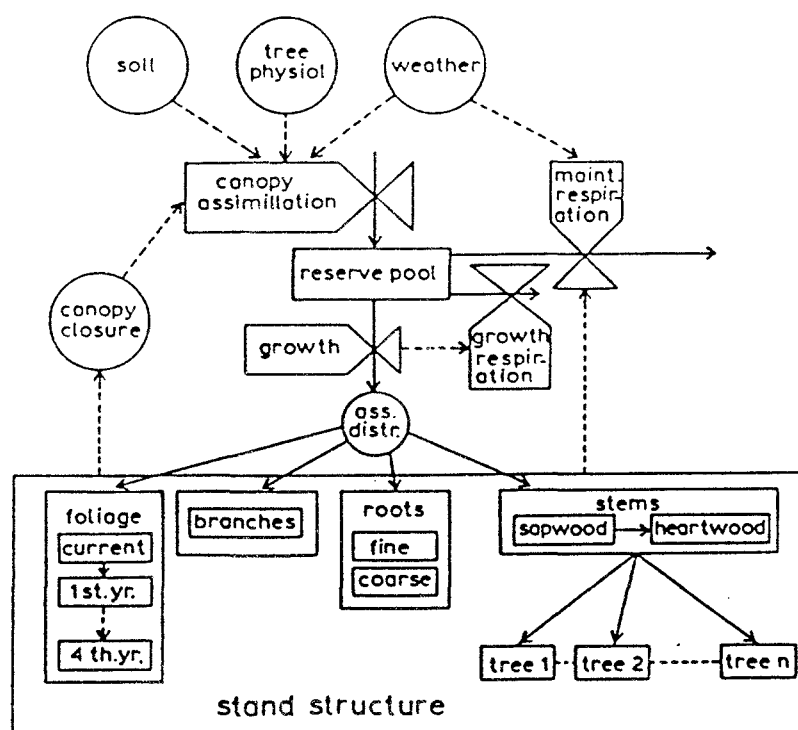 soil
tree
physiol
weather
canopy
assimillation
maint.
respir-
ation
reserve pool
canopy
closure
growth
growth
respir-
ation
ass.
distr.
foliage
current
1st.yr.
4 th.yr.
branches
roots
fine
coarse
stems
sapwood
heartwood
tree 1
tree 2
tree n
stand structure